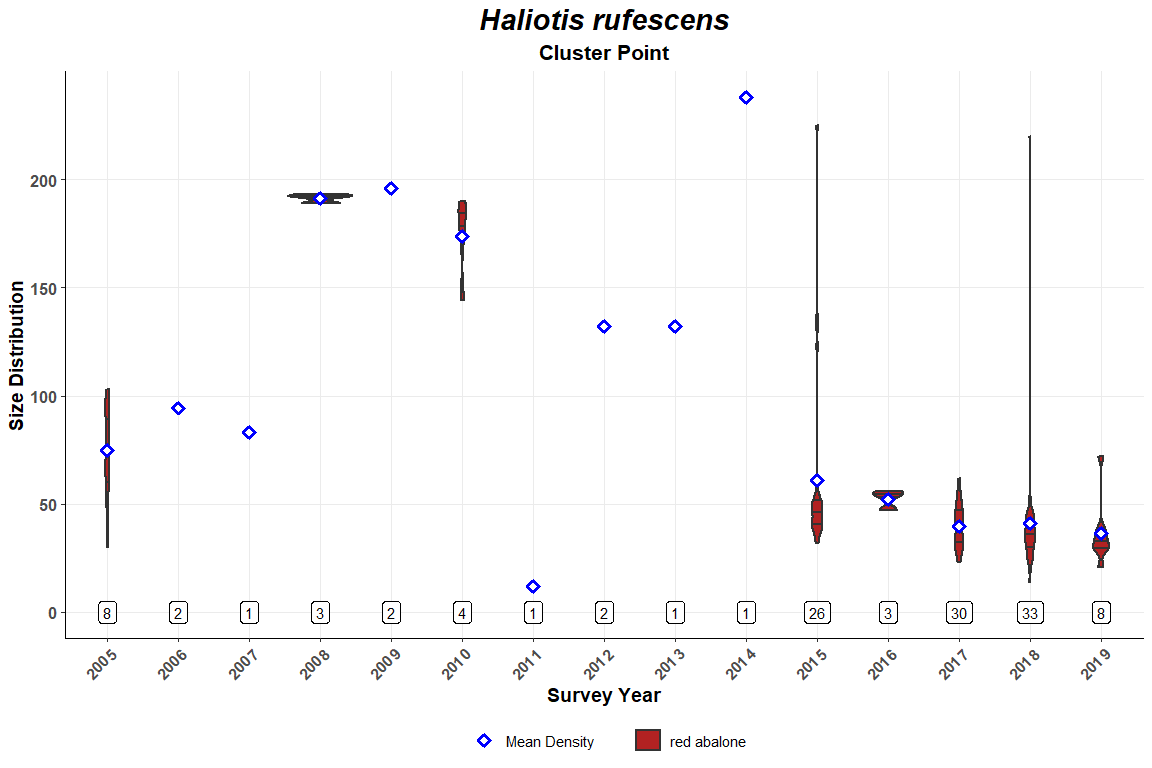 Haliotis rufescens
Cluster Point
Size Distribution
200
150
100
50
0
8 2 1 3 2 4 1 2 1 1 26 3 30 33 8
2005 2006 2007 2008 2009 2010 2011 2012 2013 2014 2015 2016 2017 2018 2019
Survey Year
Mean Density red abalone